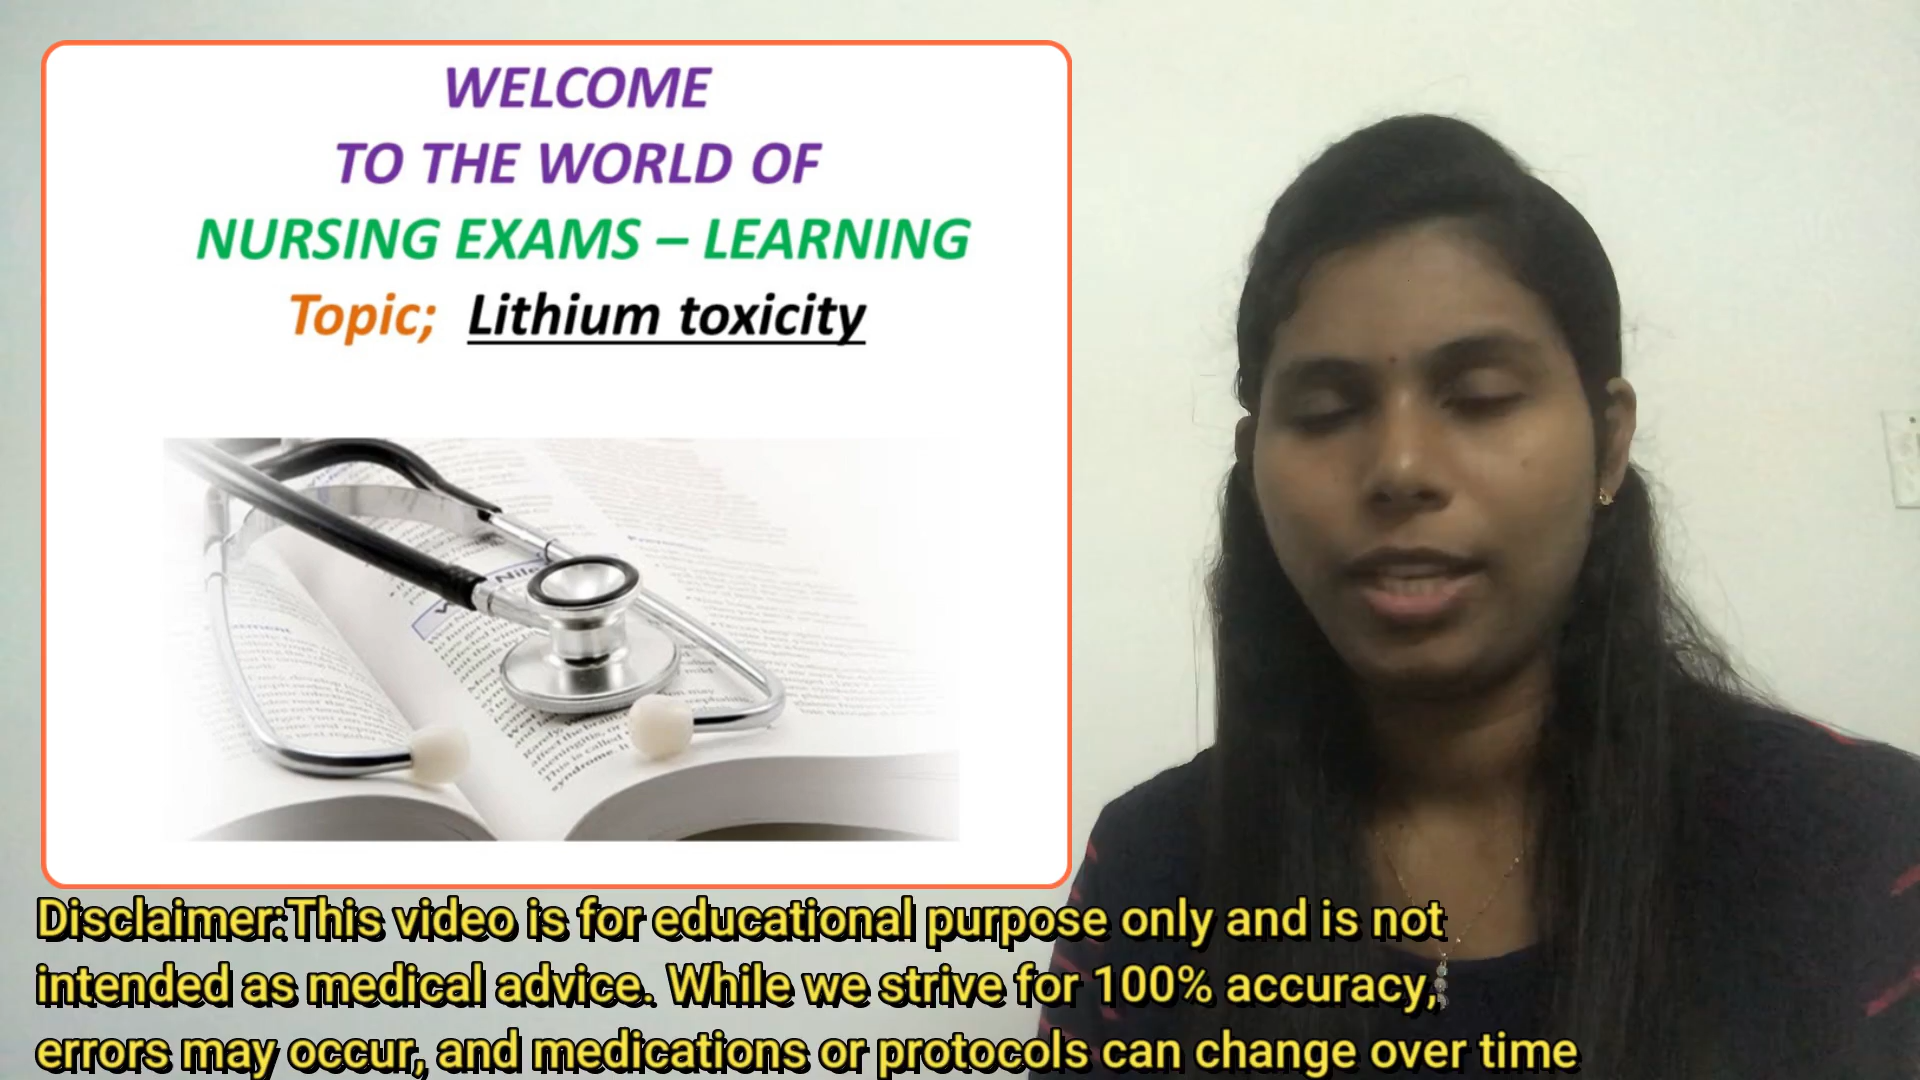 WELCOME
TO THE WORLD OF
NURSING EXAMS – LEARNING
Topic; Lithium toxicity
Disclaimer:This video is for educational purpose only and is not
intended as medical advice. While we strive for 100% accuracy,
errors may occur, and medications or protocols can change over time